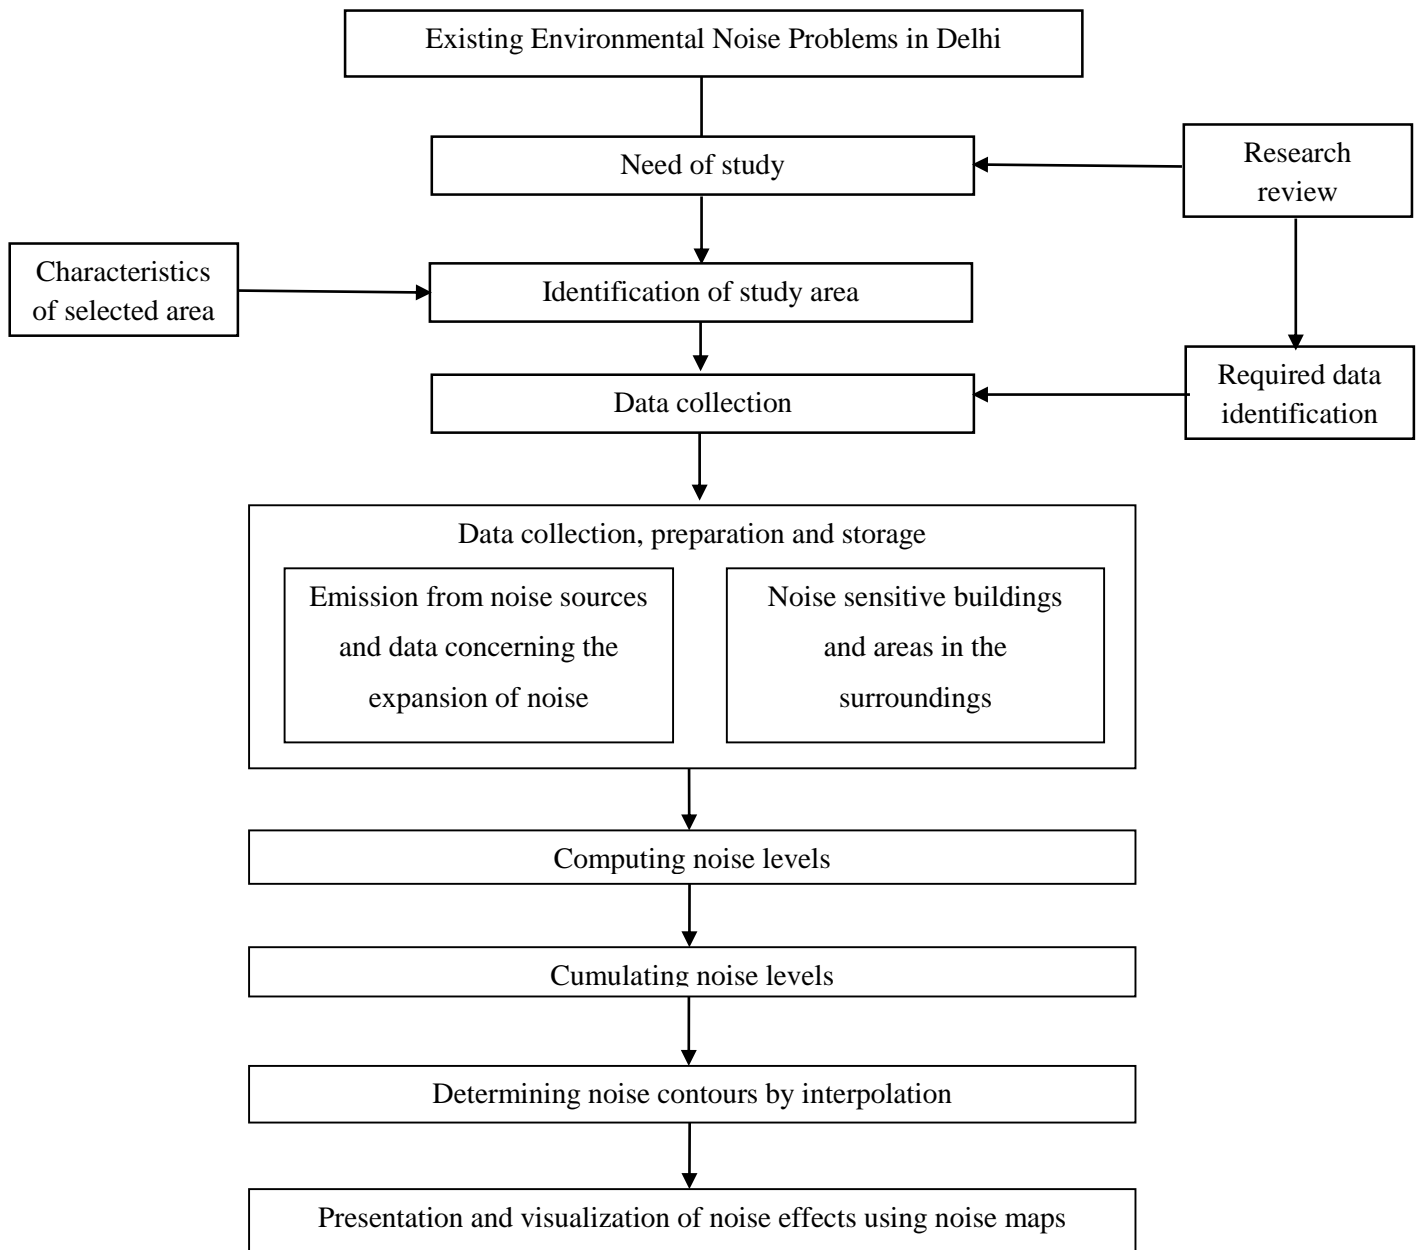 Existing Environmental Noise Problems in Delhi
Need of study
Research
review
Characteristics
of selected area
Identification of study area
Required data
identification
Data collection
Data collection, preparation and storage
Emission from noise sources
and data concerning the
expansion of noise
Noise sensitive buildings
and areas in the
surroundings
Computing noise levels
Cumulating noise levels
Determining noise contours by interpolation
Presentation and visualization of noise effects using noise maps